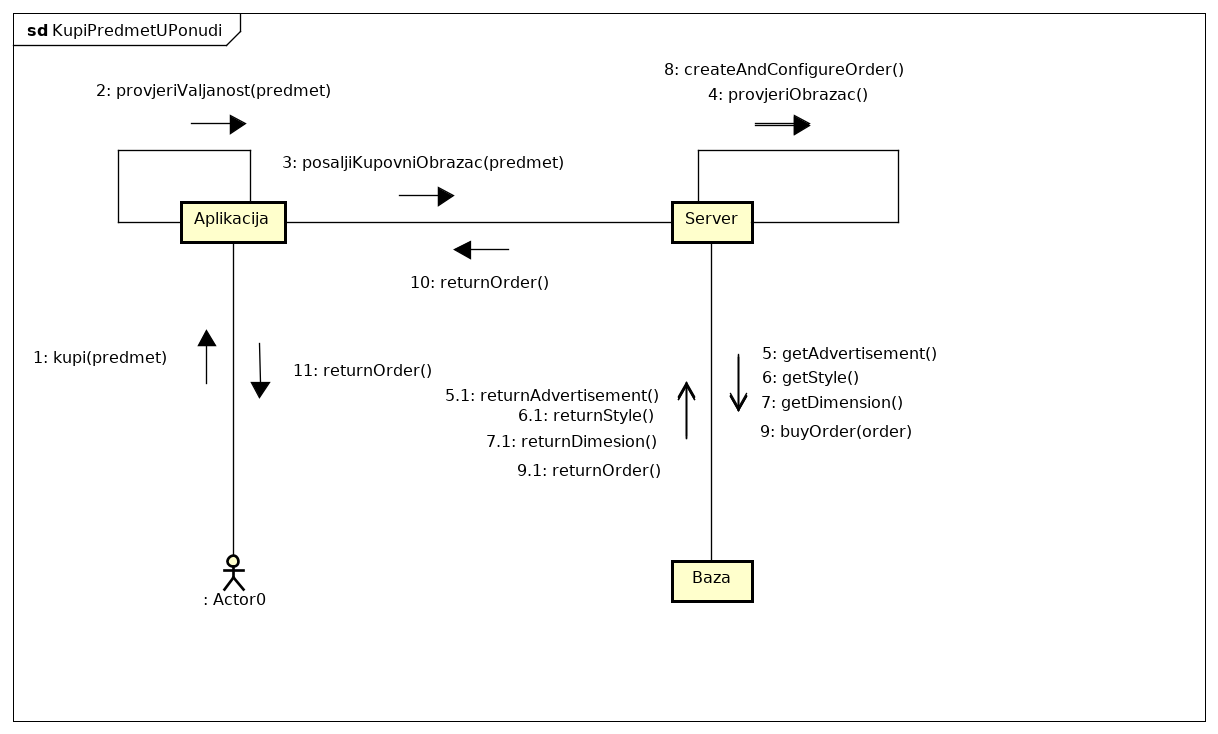 sd KupiPredmetUPonudi
8: createAndConfigureOrder()
2: provjeriValjanost(predmet)
4: provjeriObrazac()
3: posaljiKupovniObrazac(predmet)
Aplikacija
Server
10: returnOrder()
1: kupi(predmet)
11: returnOrder()
5: getAdvertisement()
6: getStyle()
7: getDimension()
9: buyOrder(order)
5.1: returnAdvertisement()
6.1: returnStyle()
7.1: returnDimesion()
9.1: returnOrder()
: Actor0
Baza